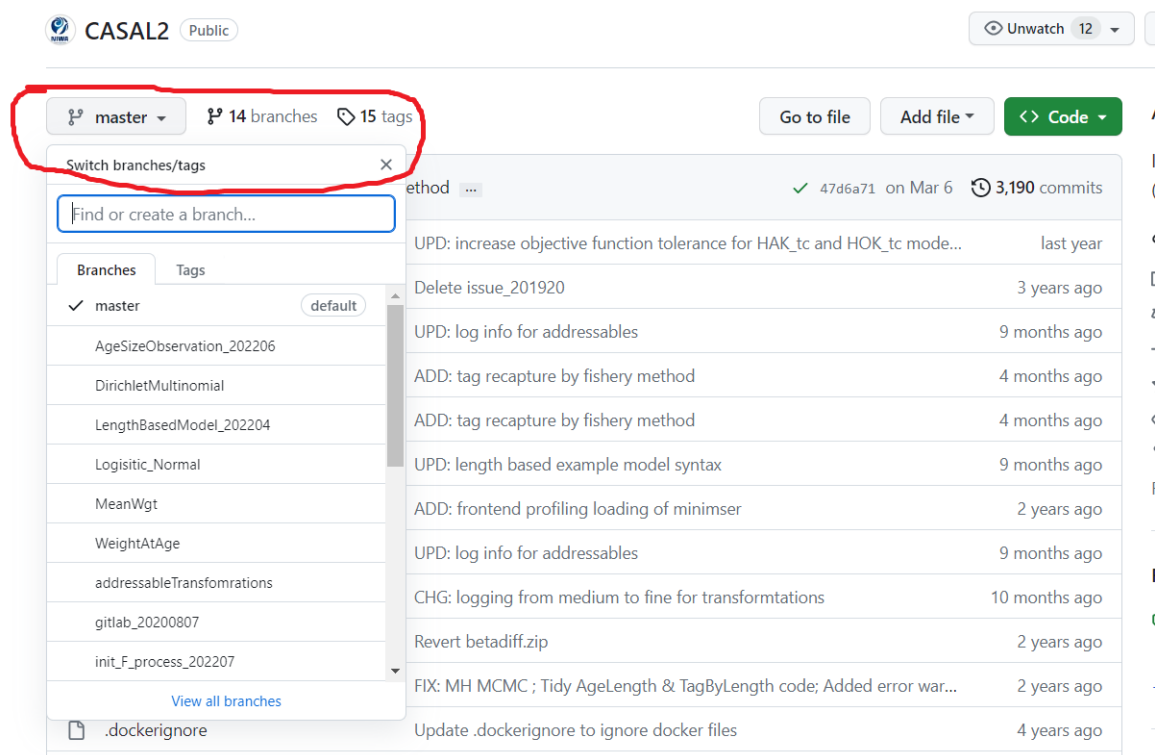 NIWA
CASAL2 Public Unwatch 12
master 14 branches 15 tags Go to file Add file <> Code
Switch branches/tags
ethod ... 47d6a71 on Mar 6 3,190 commits
Find or create a branch...
UPD: increase objective function tolerance for HAK_tc and HOK_tc mode... last year
Branches Tags
Delete issue_201920 3 years ago
master default
UPD: log info for addressables 9 months ago
AgeSizeObservation_202206
ADD: tag recapture by fishery method 4 months ago
DirichletMultinomial
ADD: tag recapture by fishery method 4 months ago
LengthBasedModel_202204
UPD: length based example model syntax 9 months ago
Logisitic_Normal
MeanWgt
ADD: frontend profiling loading of minimser 2 years ago
WeightAtAge
UPD: log info for addressables 9 months ago
addressableTransfomrations
CHG: logging from medium to fine for transformtations 10 months ago
gitlab_20200807
Revert betadiff.zip 2 years ago
init_F_process_202207
FIX: MH MCMC ; Tidy AgeLength & TagByLength code; Added error war... 2 years ago
View all branches
.dockerignore Update .dockerignore to ignore docker files 4 years ago